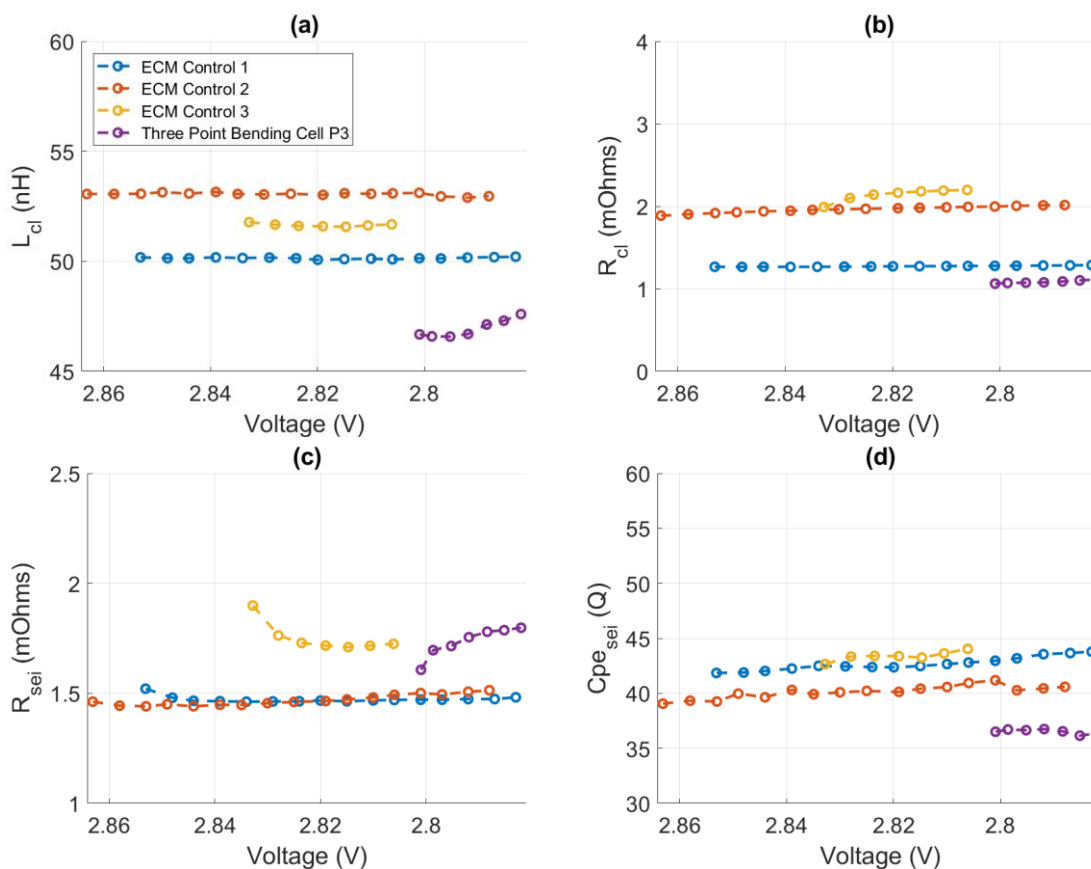 (a)
60
55
50
45
L_cl (nH)
ECM Control 1
ECM Control 2
ECM Control 3
Three Point Bending Cell P3
2.86
2.84
2.82
2.8
Voltage (V)
(b)
4
3
2
1
0
R_cl (mOhms)
2.86
2.84
2.82
2.8
Voltage (V)
(c)
2.5
2
1.5
1
R_sei (mOhms)
2.86
2.84
2.82
2.8
Voltage (V)
(d)
60
55
50
45
40
35
30
Cpe_sei (Q)
2.86
2.84
2.82
2.8
Voltage (V)